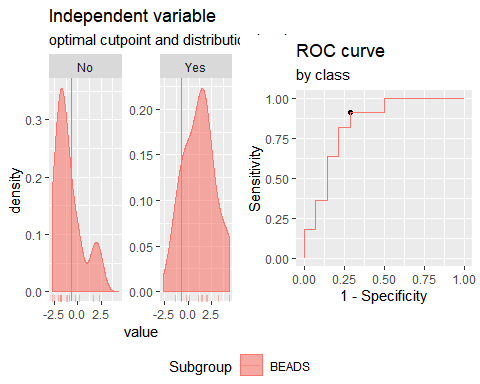 Independent variable
optimal cutpoint and distributio
No
Yes
density
0.3
0.2
0.1
0.0
0.20
0.15
0.10
0.05
0.00
-2.5 0.0 2.5
-2.5 0.0 2.5
value
ROC curve
by class
Sensitivity
1.00
0.75
0.50
0.25
0.00
0.00 0.25 0.50 0.75 1.00
1 - Specificity
Subgroup BEADS